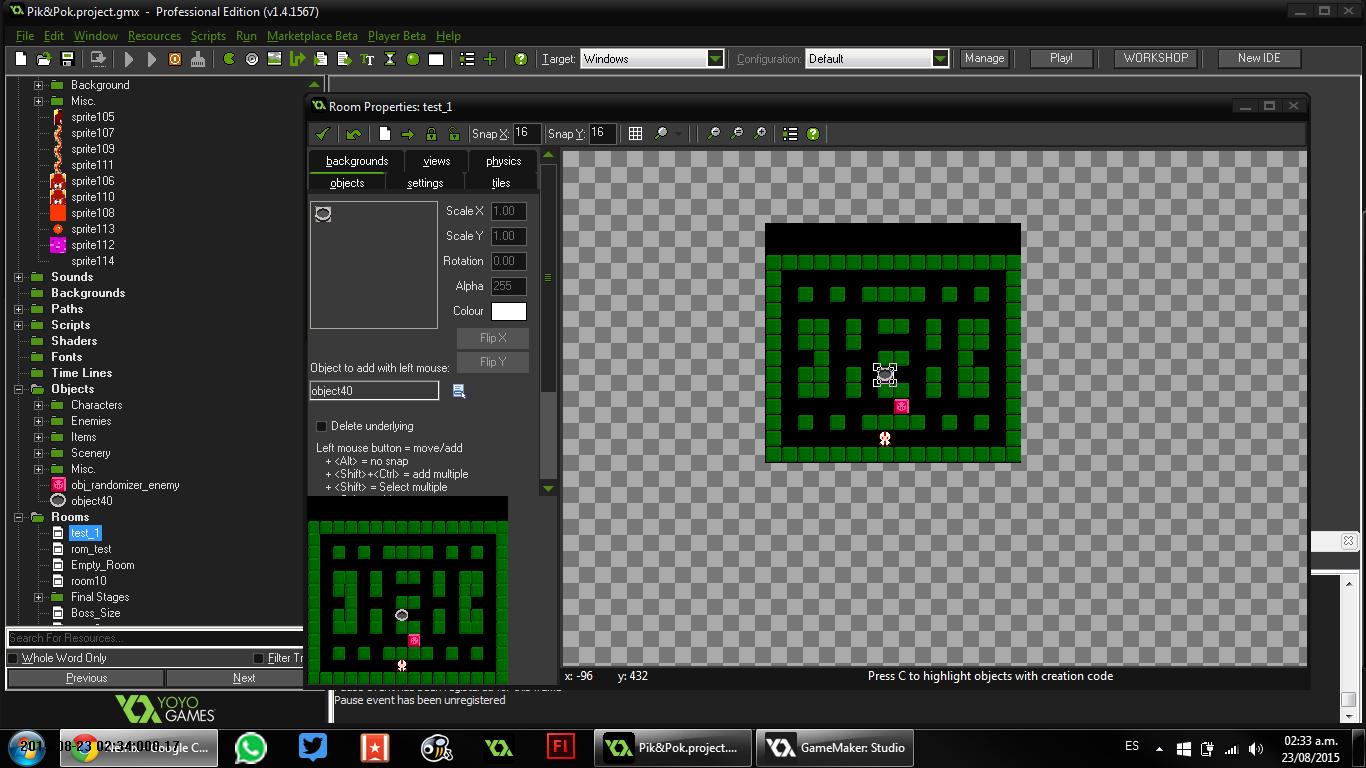 Pik&Pok.project.gmx - Professional Edition (v1.4.1567)
File Edit Window Resources Scripts Run Marketplace Beta Player Beta Help
Target: Windows Configuration: Default Manage Play! WORKSHOP New IDE
Background
Misc.
sprite105
sprite107
sprite109
sprite111
sprite106
sprite110
sprite108
sprite113
sprite112
sprite114
Sounds
Backgrounds
Paths
Scripts
Shaders
Fonts
Time Lines
Objects
Characters
Enemies
Items
Scenery
Misc.
obj_randomizer_enemy
object40
Rooms
test_1
rom_test
Empty_Room
room10
Final Stages
Boss_Size
Search For Resources...
Whole Word Only Filter Tr
Previous Next
YOYO
GAMES™
Room Properties: test_1
Snap X: 16 Snap Y: 16
backgrounds views physics
objects settings tiles
Scale X 1.00
Scale Y 1.00
Rotation 0.00
Alpha 255
Colour
Flip X
Flip Y
Object to add with left mouse:
object40
Delete underlying
Left mouse button = move/add
+ <Alt> = no snap
+ <Shift>+<Ctrl> = add multiple
+ <Shift> = Select multiple
x: -96 y: 432 Press C to highlight objects with creation code
Pause event has been unregistered
Google C...
Pik&Pok.project....
GameMaker: Studio
ES
02:33 a.m.
23/08/2015
Fl